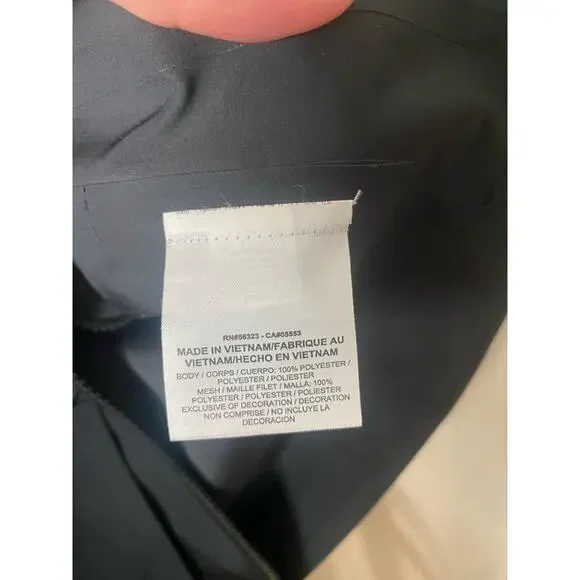 RN#56323 - CA#05553
MADE IN VIETNAM/FABRIQUE AU
VIETNAM/HECHO EN VIETNAM
BODY / CORPS / CUERPO: 100% POLYESTER /
POLYESTER / POLIESTER
MESH / MAILLE FILET / MALLA: 100%
POLYESTER / POLYESTER / POLIESTER
EXCLUSIVE OF DECORATION / DECORATION
NON COMPRISE / NO INCLUYE LA
DECORACIÓN